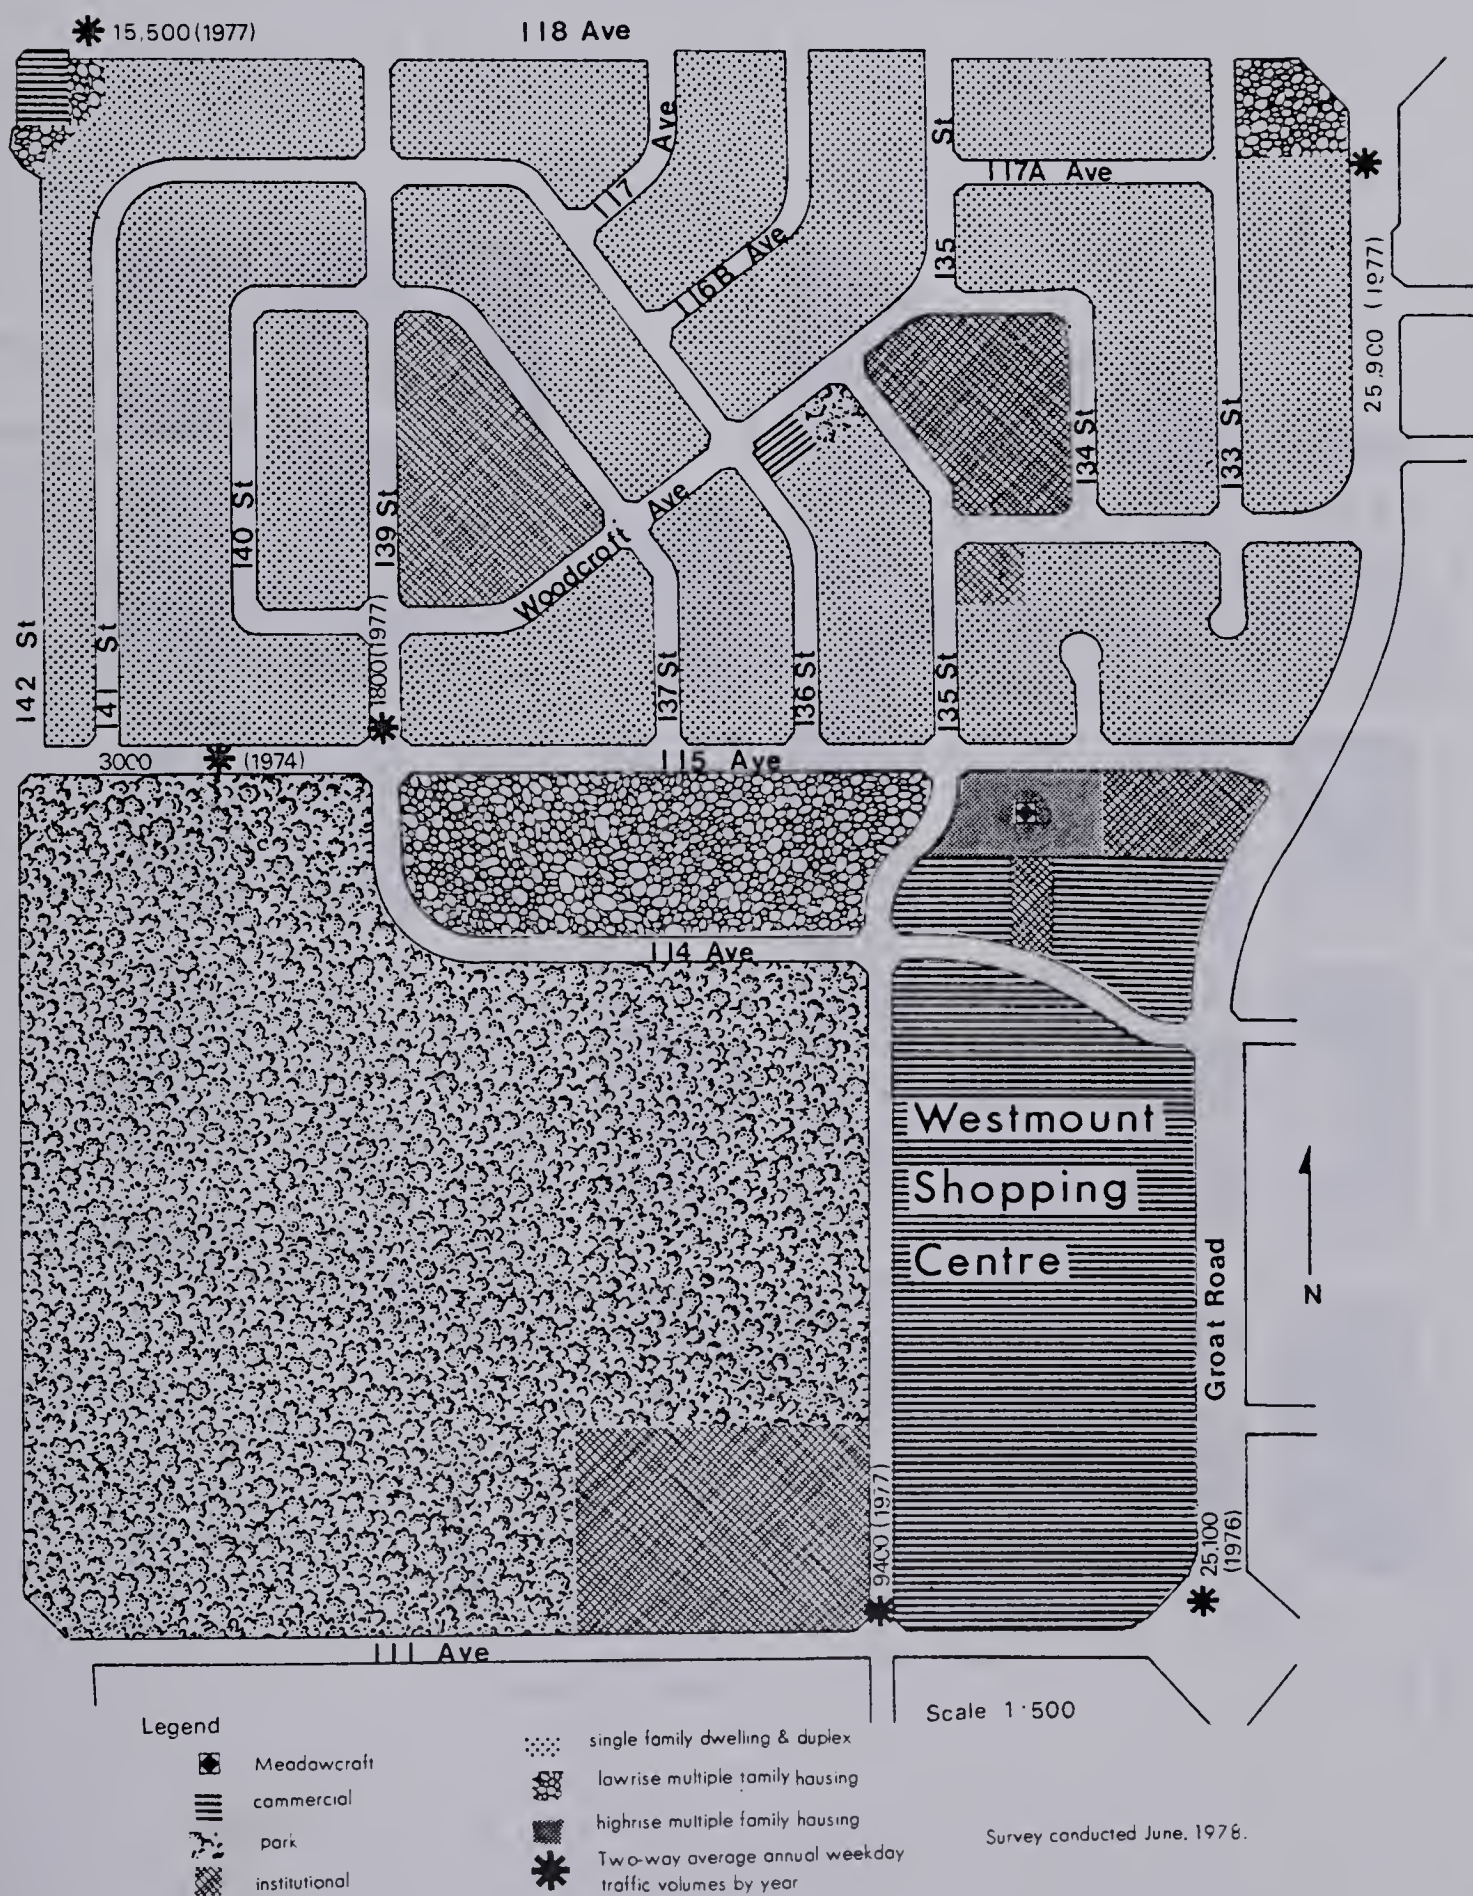 15,500 (1977)
118 Ave
117 Ave
116B Ave
135 St
117A Ave
25,900 (1977)
142 St
141 St
140 St
139 St
1800 (1977)
Woodcroft Ave
137 St
136 St
135 St
134 St
133 St
3000 (1974)
115 Ave
114 Ave
Westmount
Shopping
Centre
Groat Road
N
9400 (1977)
25,100
(1976)
111 Ave
Scale 1:500
Legend
Meadowcroft
commercial
park
institutional
single family dwelling & duplex
lowrise multiple family housing
highrise multiple family housing
Two-way average annual weekday
traffic volumes by year
Survey conducted June, 1978.